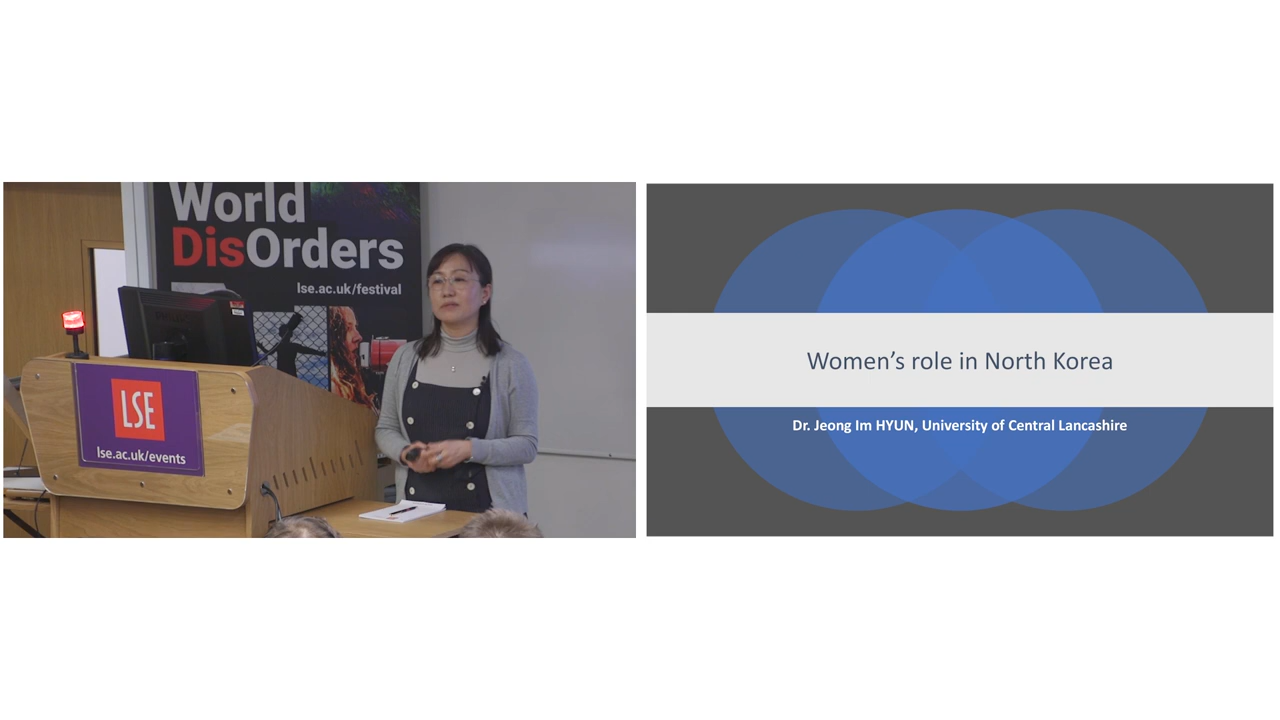 World
DisOrders
lse.ac.uk/festival
LSE
lse.ac.uk/events
Women’s role in North Korea
Dr. Jeong Im HYUN, University of Central Lancashire